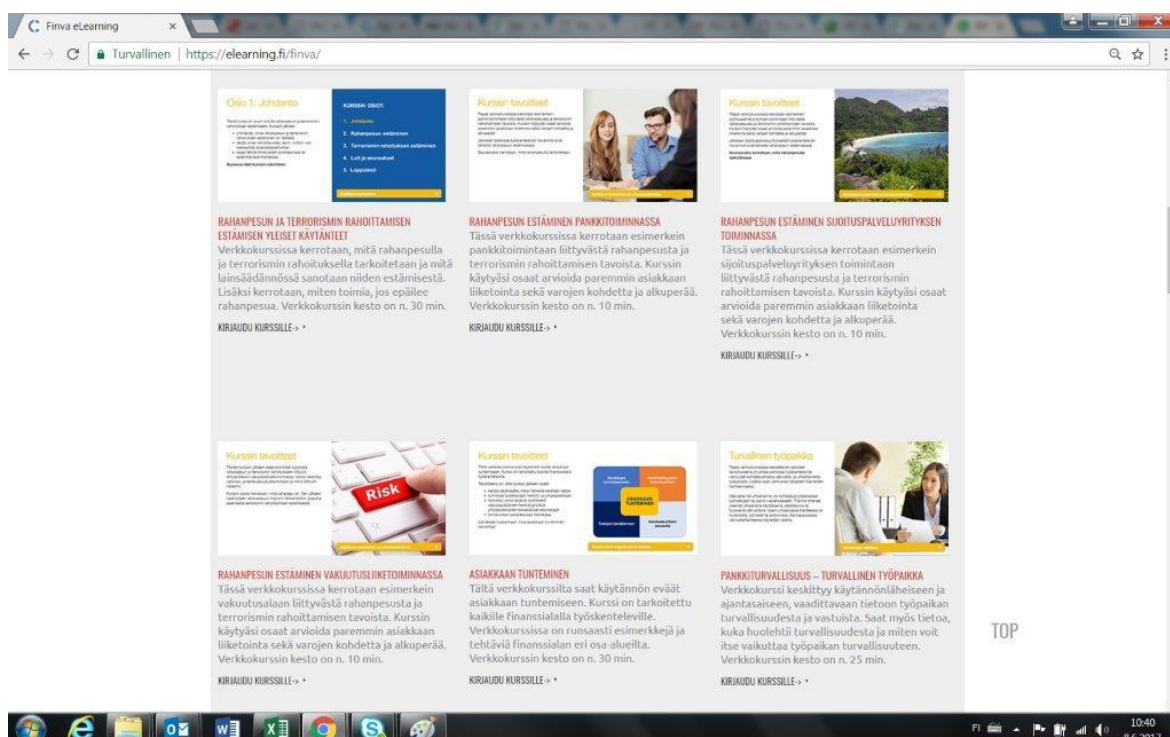 Finva eLearning
Turvallinen
https://elearning.fi/finva/
Osio 1: Johdanto
KURSSIN OSIOT:
1. Johdanto
2. Rahanpesun estäminen
3. Terrorismin rahoituksen estäminen
4. Lait ja seuraukset
5. Lopputesti
Kurssin tavoitteet
Kurssin tavoitteet
RAHANPESUN JA TERRORISMIN RAHOITTAMISEN
ESTÄMISEN YLEISET KÄYTÄNTEET
Verkkokurssissa kerrotaan, mitä rahanpesulla
ja terrorismin rahoituksella tarkoitetaan ja mitä
lainsäädännössä sanotaan niiden estämisestä.
Lisäksi kerrotaan, miten toimia, jos epäilee
rahanpesua. Verkkokurssin kesto on n. 30 min.
KIRJAUDU KURSSILLE->
RAHANPESUN ESTÄMINEN PANKKITOIMINNASSA
Tässä verkkokurssissa kerrotaan esimerkein
pankkitoimintaan liittyvästä rahanpesusta ja
terrorismin rahoittamisen tavoista. Kurssin
käytyäsi osaat arvioida paremmin asiakkaan
liiketointa sekä varojen kohdetta ja alkuperää.
Verkkokurssin kesto on n. 10 min.
KIRJAUDU KURSSILLE->
RAHANPESUN ESTÄMINEN SIJOITUSPALVELUYRITYKSEN
TOIMINNASSA
Tässä verkkokurssissa kerrotaan esimerkein
sijoituspalveluyrityksen toimintaan
liittyvästä rahanpesusta ja terrorismin
rahoittamisen tavoista. Kurssin käytyäsi osaat
arvioida paremmin asiakkaan liiketointa
sekä varojen kohdetta ja alkuperää.
Verkkokurssin kesto on n. 10 min.
KIRJAUDU KURSSILLE->
Kurssin tavoitteet
Risk
Kurssin tavoitteet
ASIAKKAAN
TUNTEMINEN
Turvallinen työpaikka
RAHANPESUN ESTÄMINEN VAKUUTUSLIIKETOIMINNASSA
Tässä verkkokurssissa kerrotaan esimerkein
vakuutusalaan liittyvästä rahanpesusta ja
terrorismin rahoittamisen tavoista. Kurssin
käytyäsi osaat arvioida paremmin asiakkaan
liiketointa sekä varojen kohdetta ja alkuperää.
Verkkokurssin kesto on n. 10 min.
KIRJAUDU KURSSILLE->
ASIAKKAAN TUNTEMINEN
Tältä verkkokurssilta saat käytännön eväät
asiakkaan tuntemiseen. Kurssi on tarkoitettu
kaikille finanssialalla työskenteleville.
Verkkokurssissa on runsaasti esimerkkejä ja
tehtäviä finanssialan eri osa-alueilta.
Verkkokurssin kesto on n. 30 min.
KIRJAUDU KURSSILLE->
PANKKITURVALLISUUS – TURVALLINEN TYÖPAIKKA
Verkkokurssi keskittyy käytännönläheiseen ja
ajantasaiseen, vaadittavaan tietoon työpaikan
turvallisuudesta ja vastuista. Saat myös tietoa,
kuka huolehtii turvallisuudesta ja miten voit
itse vaikuttaa työpaikan turvallisuuteen.
Verkkokurssin kesto on n. 25 min.
KIRJAUDU KURSSILLE->
TOP
FI
10:40
8.6.2017